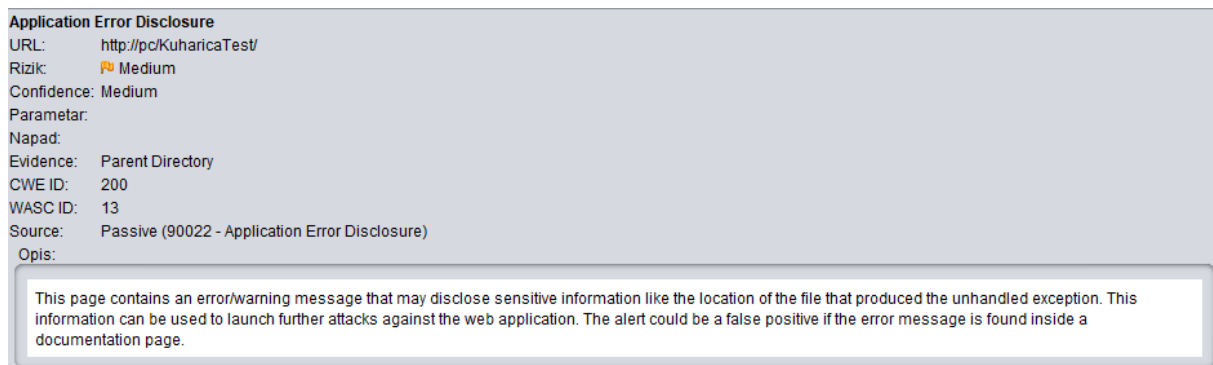 Application Error Disclosure
URL: http://pc/KuharicaTest/
Rizik: Medium
Confidence: Medium
Parametar:
Napad:
Evidence: Parent Directory
CWE ID: 200
WASC ID: 13
Source: Passive (90022 - Application Error Disclosure)
Opis:
This page contains an error/warning message that may disclose sensitive information like the location of the file that produced the unhandled exception. This
information can be used to launch further attacks against the web application. The alert could be a false positive if the error message is found inside a
documentation page.